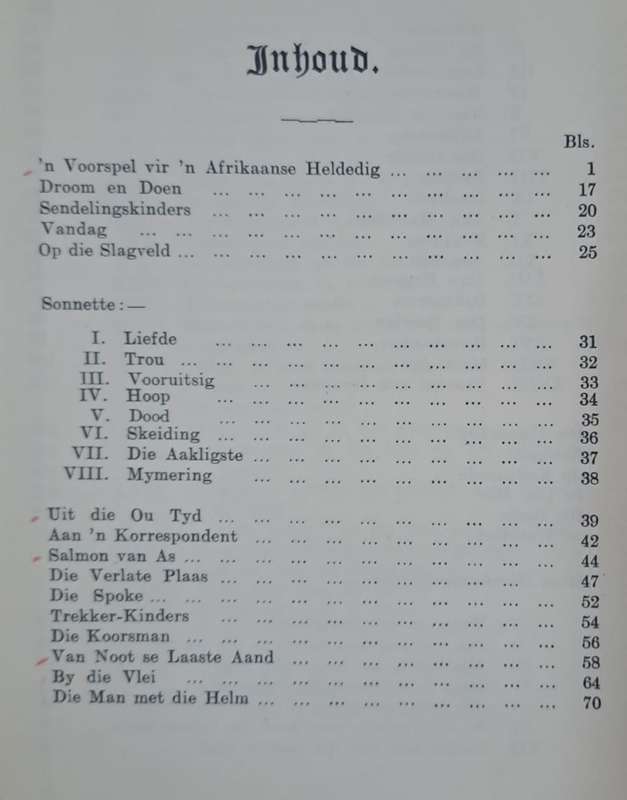 Inhoud.
Bls.
'n Voorspel vir 'n Afrikaanse Heldedig ... ... ... ... ... 1
Droom en Doen ... ... ... ... ... ... ... ... ... ... 17
Sendelingskinders ... ... ... ... ... ... ... ... ... ... 20
Vandag ... ... ... ... ... ... ... ... ... ... ... ... 23
Op die Slagveld ... ... ... ... ... ... ... ... ... ... ... 25
Sonnette:—
I. Liefde ... ... ... ... ... ... ... ... ... ... 31
II. Trou ... ... ... ... ... ... ... ... ... ... ... 32
III. Vooruitsig ... ... ... ... ... ... ... ... ... 33
IV. Hoop ... ... ... ... ... ... ... ... ... ... 34
V. Dood ... ... ... ... ... ... ... ... ... ... 35
VI. Skeiding ... ... ... ... ... ... ... ... ... ... 36
VII. Die Aakligste ... ... ... ... ... ... ... ... ... 37
VIII. Mymering ... ... ... ... ... ... ... ... ... 38
Uit die Ou Tyd ... ... ... ... ... ... ... ... ... ... 39
Aan 'n Korrespondent ... ... ... ... ... ... ... ... ... 42
Salmon van As ... ... ... ... ... ... ... ... ... ... ... 44
Die Verlate Plaas ... ... ... ... ... ... ... ... ... ... 47
Die Spoke ... ... ... ... ... ... ... ... ... ... ... ... 52
Trekker-Kinders ... ... ... ... ... ... ... ... ... ... 54
Die Koorsman ... ... ... ... ... ... ... ... ... ... ... 56
Van Noot se Laaste Aand ... ... ... ... ... ... ... ... 58
By die Vlei ... ... ... ... ... ... ... ... ... ... ... 64
Die Man met die Helm ... ... ... ... ... ... ... ... ... 70